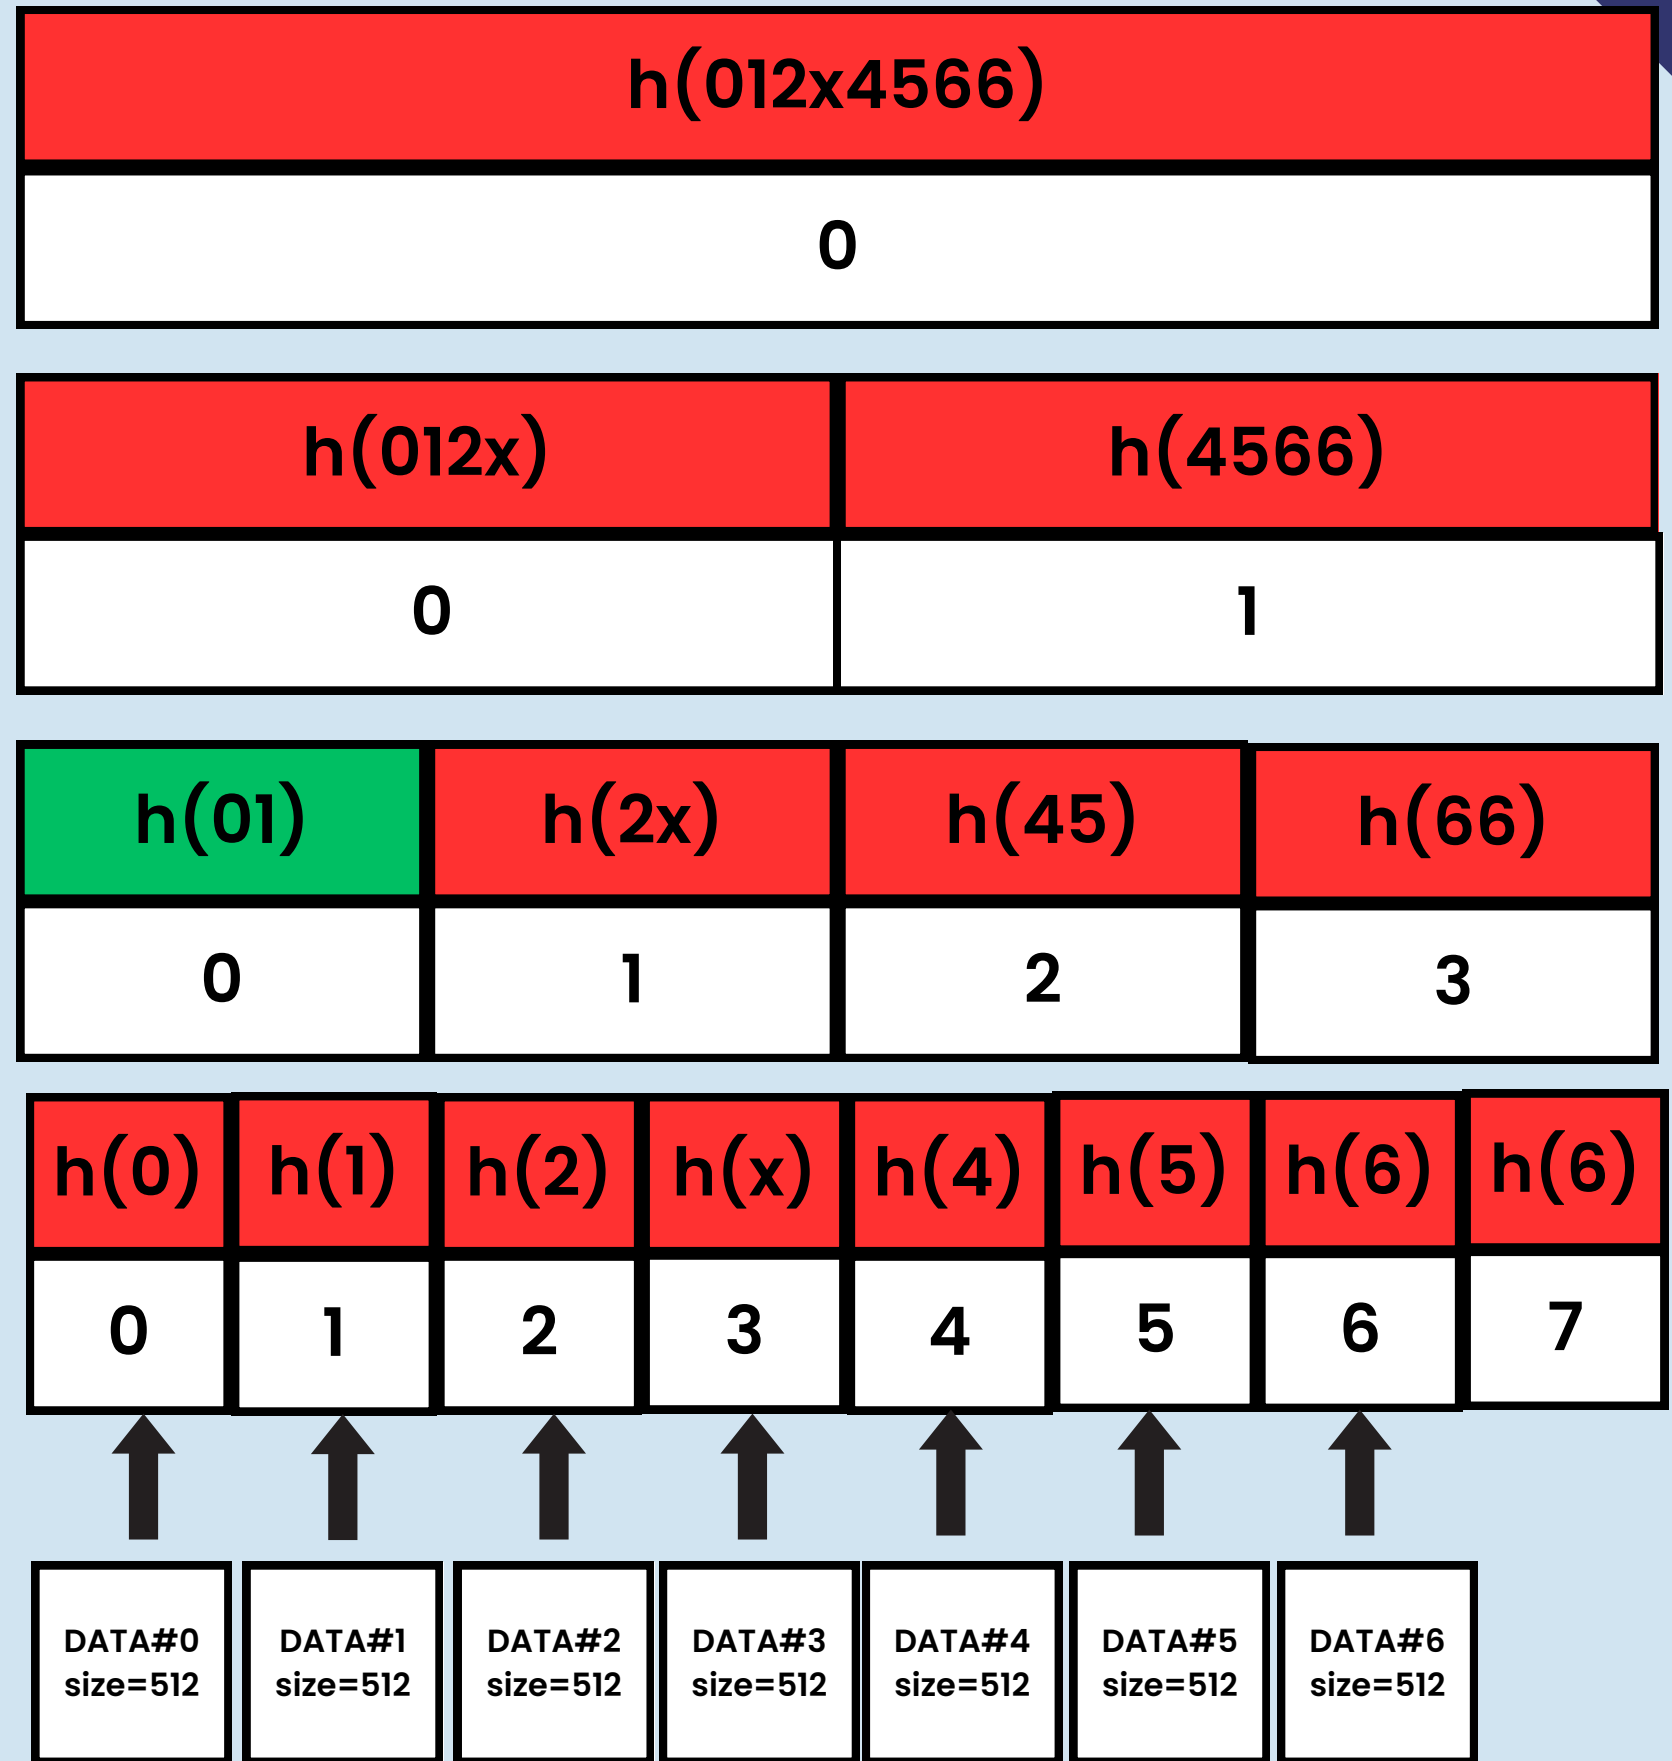 h(012x4566)
0
h(012x) h(4566)
0 1
h(01) h(2x) h(45) h(66)
0 1 2 3
h(0) h(1) h(2) h(x) h(4) h(5) h(6) h(6)
0 1 2 3 4 5 6 7
DATA#0 DATA#1 DATA#2 DATA#3 DATA#4 DATA#5 DATA#6
size=512 size=512 size=512 size=512 size=512 size=512 size=512